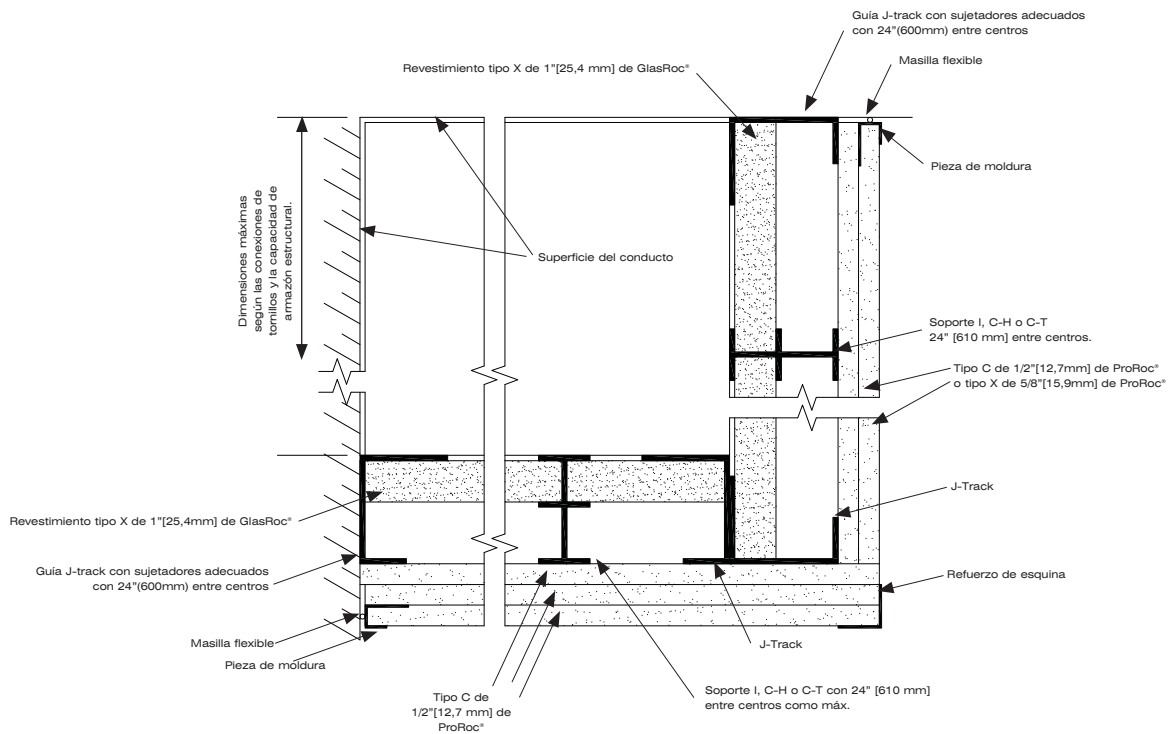 Guía J-track con sujetadores adecuados
con 24"(600mm) entre centros
Masilla flexible
Revestimiento tipo X de 1"[25,4 mm] de GlasRoc®
Pieza de moldura
Dimensiones máximas
según las conexiones de
tornillos y la capacidad de
armazón estructural.
Superficie del conducto
Soporte I, C-H o C-T
24" [610 mm] entre centros.
Tipo C de 1/2"[12,7mm] de ProRoc®
o tipo X de 5/8"[15,9mm] de ProRoc®
J-Track
Revestimiento tipo X de 1"[25,4mm] de GlasRoc®
Guía J-track con sujetadores adecuados
con 24"(600mm) entre centros
Refuerzo de esquina
Masilla flexible
Pieza de moldura
J-Track
Tipo C de
1/2"[12,7 mm] de
ProRoc®
Soporte I, C-H o C-T con 24" [610 mm]
entre centros como máx.